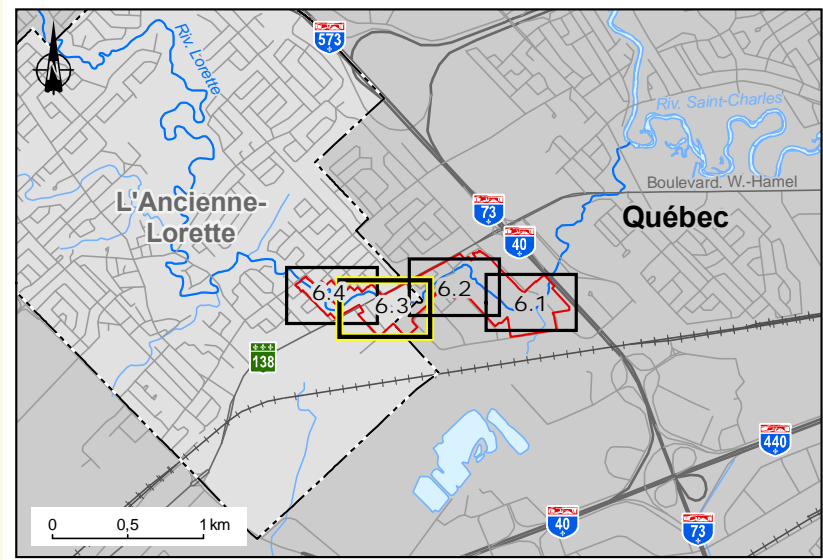 573
Riv. Lorette
N
Riv. Saint-Charles
Boulevard. W.-Hamel
73
L'Ancienne-
Lorette
Québec
40
6.4
6.3
6.2
6.1
138
440
0 0,5 1 km
40
73